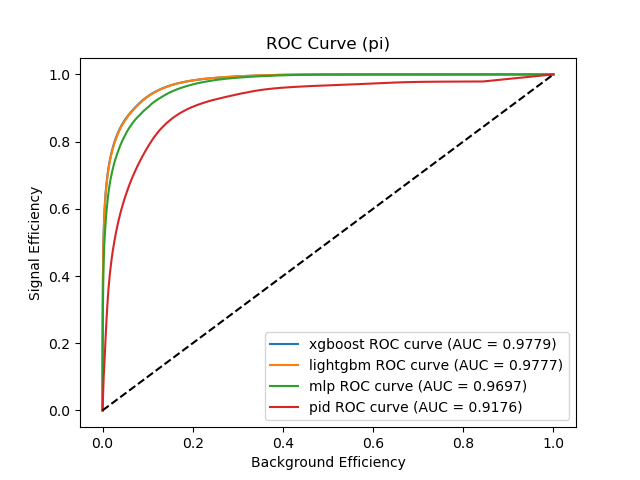 ROC Curve (pi)
1.0
0.8
0.6
0.4
0.2
0.0
Signal Efficiency
xgboost ROC curve (AUC = 0.9779)
lightgbm ROC curve (AUC = 0.9777)
mlp ROC curve (AUC = 0.9697)
pid ROC curve (AUC = 0.9176)
0.0 0.2 0.4 0.6 0.8 1.0
Background Efficiency